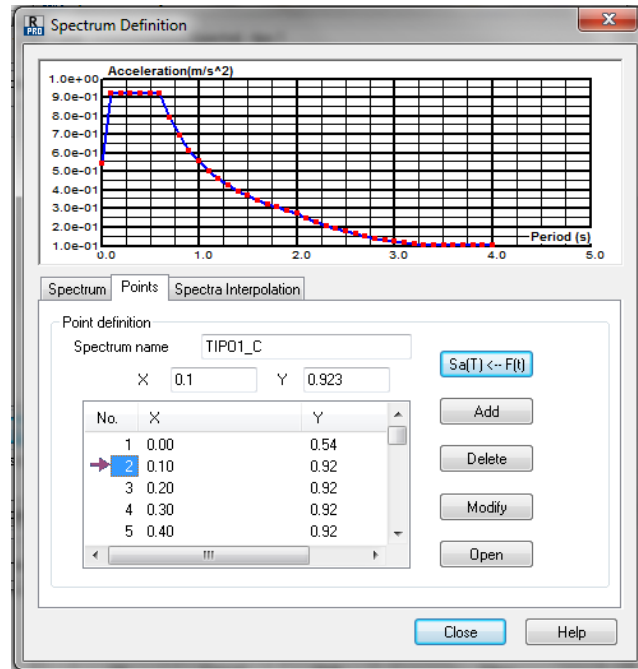 R
PRO
Spectrum Definition
Acceleration(m/s^2)
1.0e+00
9.0e-01
8.0e-01
7.0e-01
6.0e-01
5.0e-01
4.0e-01
3.0e-01
2.0e-01
1.0e-01
Period (s)
0.0 1.0 2.0 3.0 4.0 5.0
Spectrum Points Spectra Interpolation
Point definition
Spectrum name TIPO1_C
X 0.1 Y 0.923
Sa(T) <-- F(t)
Add
Delete
Modify
Open
No. X Y
1 0.00 0.54
2 0.10 0.92
3 0.20 0.92
4 0.30 0.92
5 0.40 0.92
Close Help